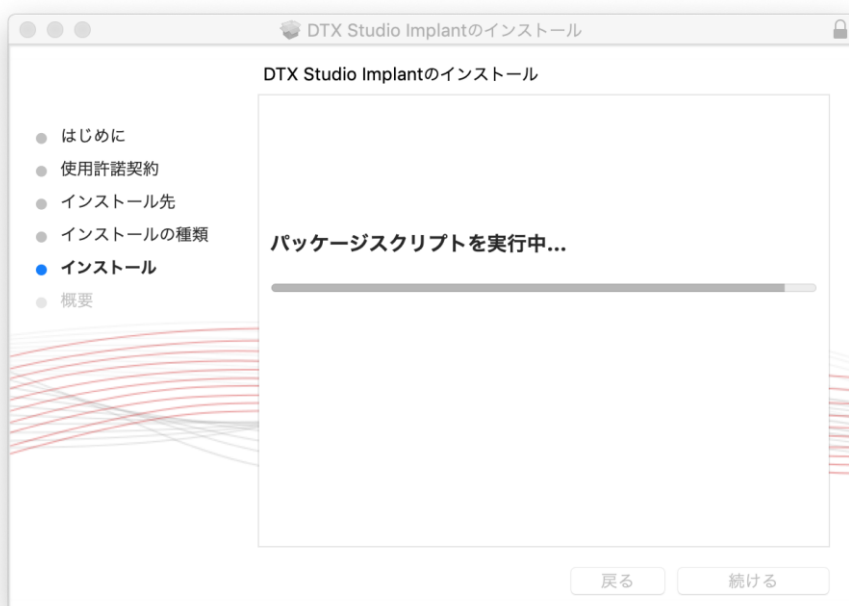 DTX Studio Implantのインストール
DTX Studio Implantのインストール
はじめに
使用許諾契約
インストール先
インストールの種類
インストール
概要
パッケージスクリプトを実行中...
戻る
続ける